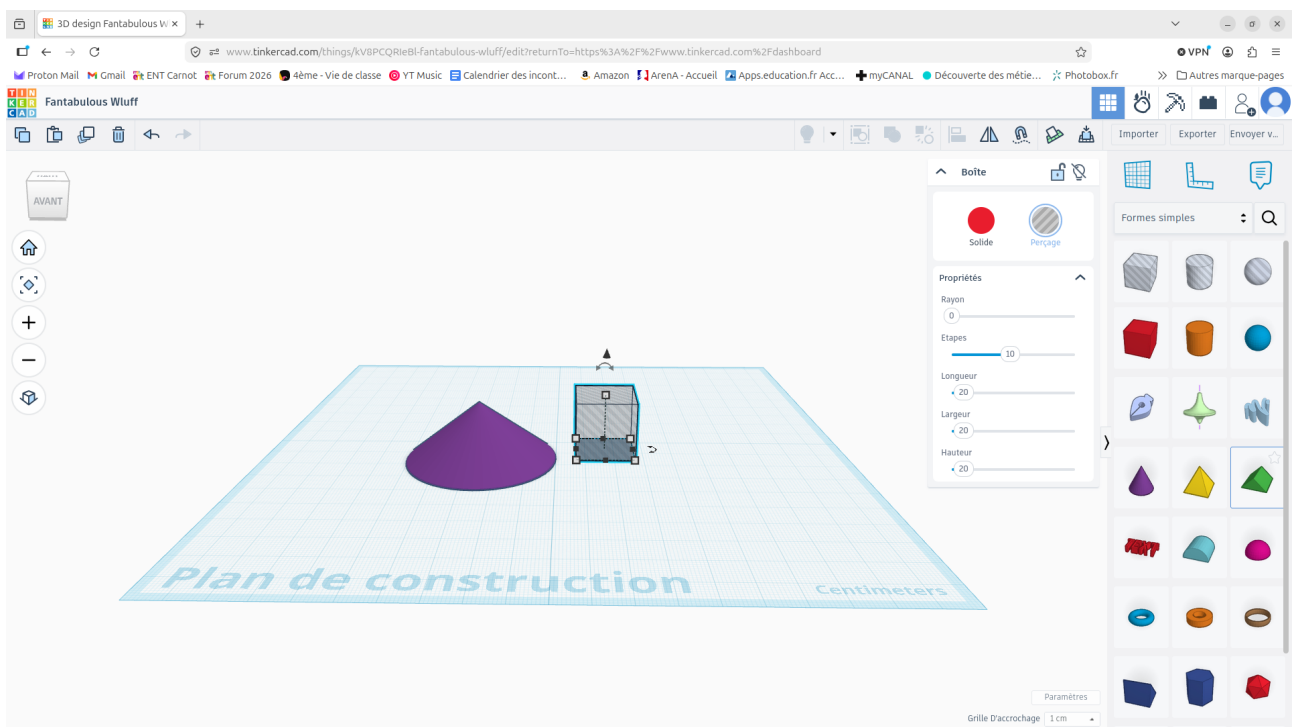 3D design Fantabulous W
www.tinkercad.com/things/kV8PCQRIeBl-fantabulous-wluff/edit?returnTo=https%3A%2F%2Fwww.tinkercad.com%2Fdashboard
VPN
Proton Mail Gmail ENT Carnot Forum 2026 4ème - Vie de classe YT Music Calendrier des incont... Amazon ArenA - Accueil Apps.education.fr Acc... myCANAL Découverte des métie... Photobox.fr Autres marque-pages
TIN
KER
CAD
Fantabulous Wluff
Importer Exporter Envoyer v...
AVANT
Boîte
Solide Perçage
Propriétés
Rayon
0
Etapes
10
Longueur
20
Largeur
20
Hauteur
20
Formes simples
TEXT
Plan de construction
Centimeters
Paramètres
Grille D'accrochage 1 cm